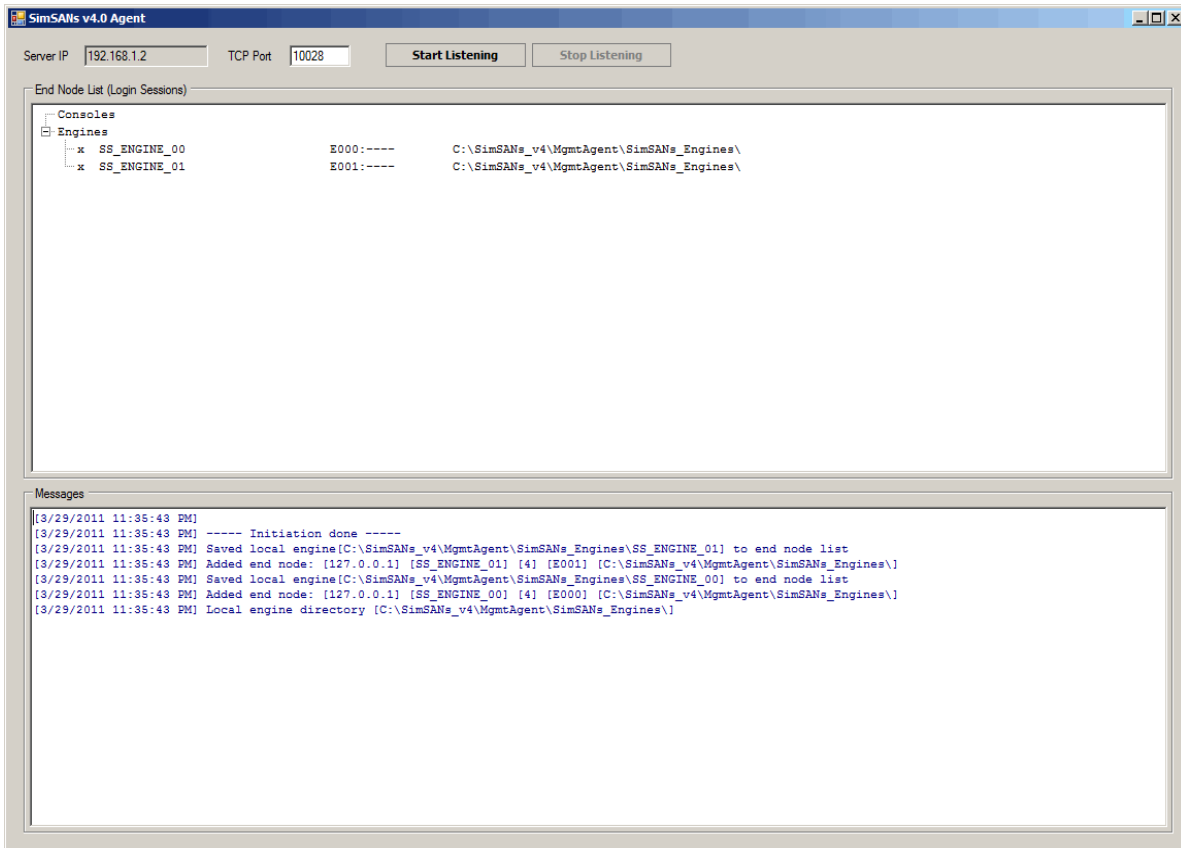 SimSANs v4.0 Agent
Server IP 192.168.1.2 TCP Port 10028 Start Listening Stop Listening
End Node List (Login Sessions)
Consoles
Engines
x SS_ENGINE_00 E000:---- C:\SimSANs_v4\MgmtAgent\SimSANs_Engines\
x SS_ENGINE_01 E001:---- C:\SimSANs_v4\MgmtAgent\SimSANs_Engines\
Messages
[3/29/2011 11:35:43 PM]
[3/29/2011 11:35:43 PM] ----- Initiation done -----
[3/29/2011 11:35:43 PM] Saved local engine[C:\SimSANs_v4\MgmtAgent\SimSANs_Engines\SS_ENGINE_01] to end node list
[3/29/2011 11:35:43 PM] Added end node: [127.0.0.1] [SS_ENGINE_01] [4] [E001] [C:\SimSANs_v4\MgmtAgent\SimSANs_Engines\]
[3/29/2011 11:35:43 PM] Saved local engine[C:\SimSANs_v4\MgmtAgent\SimSANs_Engines\SS_ENGINE_00] to end node list
[3/29/2011 11:35:43 PM] Added end node: [127.0.0.1] [SS_ENGINE_00] [4] [E000] [C:\SimSANs_v4\MgmtAgent\SimSANs_Engines\]
[3/29/2011 11:35:43 PM] Local engine directory [C:\SimSANs_v4\MgmtAgent\SimSANs_Engines\]